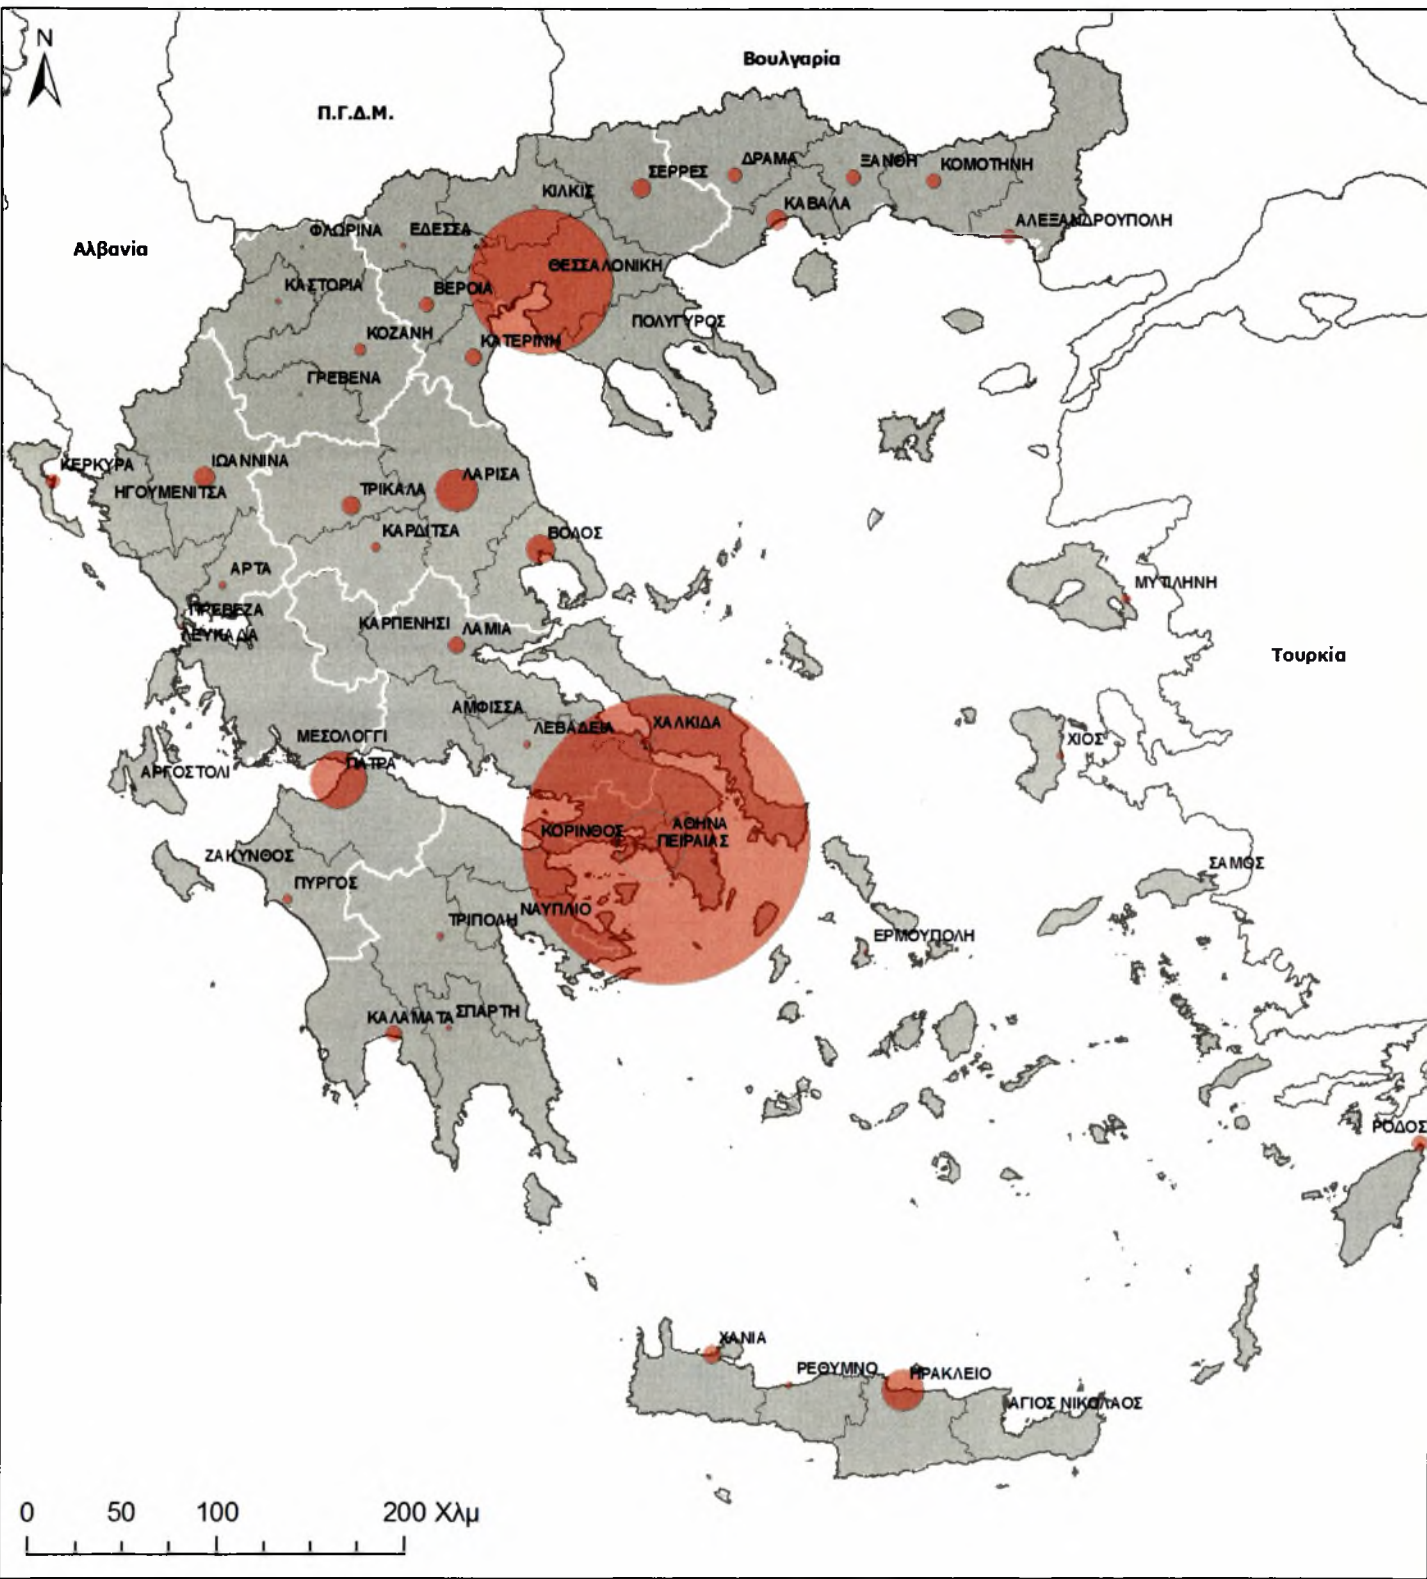 N
Βουλγαρία
Π.Γ.Δ.Μ.
ΔΡΑΜΑ
ΞΑΝΘΗ
ΚΟΜΟΤΗΝΗ
ΣΕΡΡΕΣ
ΚΙΛΚΙΣ
ΚΑΒΑΛΑ
ΑΛΕΞΑΝΔΡΟΥΠΟΛΗ
ΦΛΩΡΙΝΑ
ΕΔΕΣΣΑ
Αλβανία
ΘΕΣΣΑΛΟΝΙΚΗ
ΚΑΣΤΟΡΙΑ
ΒΕΡΟΙΑ
ΠΟΛΥΓΥΡΟΣ
ΚΟΖΑΝΗ
ΚΑΤΕΡΙΝΗ
ΓΡΕΒΕΝΑ
ΚΕΡΚΥΡΑ
ΙΩΑΝΝΙΝΑ
ΛΑΡΙΣΑ
ΗΓΟΥΜΕΝΙΤΣΑ
ΤΡΙΚΑΛΑ
ΚΑΡΔΙΤΣΑ
ΒΟΛΟΣ
ΑΡΤΑ
ΜΥΤΙΛΗΝΗ
ΠΡΕΒΕΖΑ
ΚΑΡΠΕΝΗΣΙ
ΛΑΜΙΑ
ΛΕΥΚΑΔΑ
Τουρκία
ΑΜΦΙΣΣΑ
ΛΕΒΑΔΕΙΑ
ΧΑΛΚΙΔΑ
ΜΕΣΟΛΟΓΓΙ
ΧΙΟΣ
ΠΑΤΡΑ
ΑΡΓΟΣΤΟΛΙ
ΑΘΗΝΑ
ΚΟΡΙΝΘΟΣ
ΠΕΙΡΑΙΑΣ
ΖΑΚΥΝΘΟΣ
ΣΑΜΟΣ
ΠΥΡΓΟΣ
ΝΑΥΠΛΙΟ
ΤΡΙΠΟΛΗ
ΕΡΜΟΥΠΟΛΗ
ΚΑΛΑΜΑΤΑ
ΣΠΑΡΤΗ
ΡΟΔΟΣ
ΧΑΝΙΑ
ΡΕΘΥΜΝΟ
ΗΡΑΚΛΕΙΟ
ΑΓΙΟΣ ΝΙΚΟΛΑΟΣ
0 50 100 200 Χλμ